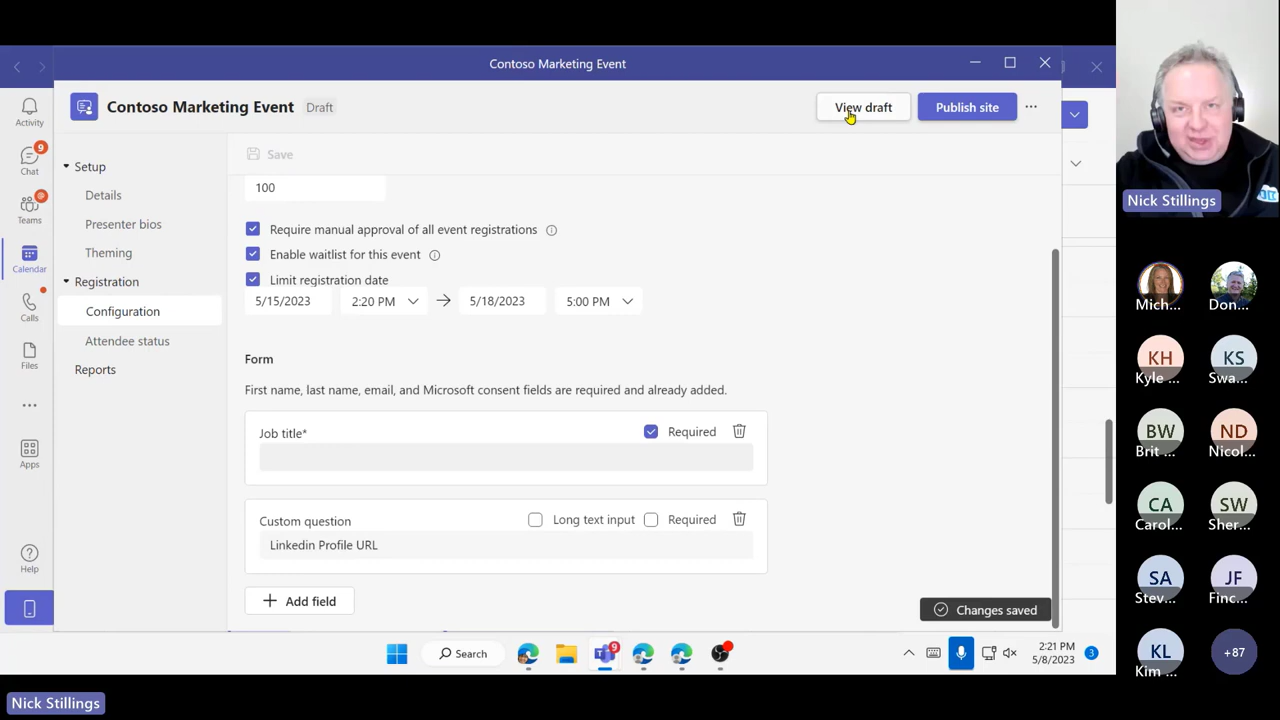 Contoso Marketing Event
Contoso Marketing Event
Draft
View draft
Publish site
Activity
Chat
9
Teams
Calendar
Calls
Files
Apps
Help
Setup
Details
Presenter bios
Theming
Registration
Configuration
Attendee status
Reports
Save
100
Require manual approval of all event registrations
Enable waitlist for this event
Limit registration date
5/15/2023 2:20 PM 5/18/2023 5:00 PM
Form
First name, last name, email, and Microsoft consent fields are required and already added.
Job title* Required
Custom question Long text input Required
Linkedin Profile URL
Add field
Changes saved
Search
9
2:21 PM
5/8/2023
3
Nick Stillings
Nick Stillings
Mich... Don...
KH KS
Kyle ... Swa...
BW ND
Brit ... Nicol...
CA SW
Carol... Sher...
SA JF
Stev... Finc...
KL +87
Kim ...